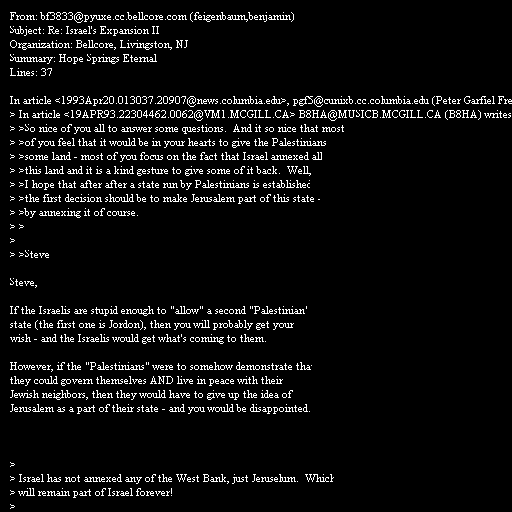 From: bf3833@pyuxe.cc.bellcore.com (feigenbaum,benjamin)
Subject: Re: Israel's Expansion II
Organization: Bellcore, Livingston, NJ
Summary: Hope Springs Eternal
Lines: 37

In article <1993Apr20.013037.20907@news.columbia.edu>, pgf5@cunixb.cc.columbia.edu (Peter Garfiel Fre
> In article <19APR93.22304462.0062@VM1.MCGILL.CA> B8HA@MUSICB.MCGILL.CA (B8HA) writes
> >So nice of you all to answer some questions.  And it so nice that most
> >of you feel that it would be in your hearts to give the Palestinians
> >some land - most of you focus on the fact that Israel annexed all
> >this land and it is a kind gesture to give some of it back.  Well,
> >I hope that after after a state run by Palestinians is established
> >the first decision should be to make Jerusalem part of this state -
> >by annexing it of course.
> >
>
> >Steve

Steve,

If the Israelis are stupid enough to "allow" a second "Palestinian"
state (the first one is Jordon), then you will probably get your
wish - and the Israelis would get what's coming to them.

However, if the "Palestinians" were to somehow demonstrate tha
they could govern themselves AND live in peace with their
Jewish neighbors, then they would have to give up the idea of
Jerusalem as a part of their state - and you would be disappointed.

>
> Israel has not annexed any of the West Bank, just Jeruselum.  Which
> will remain part of Israel forever!
>